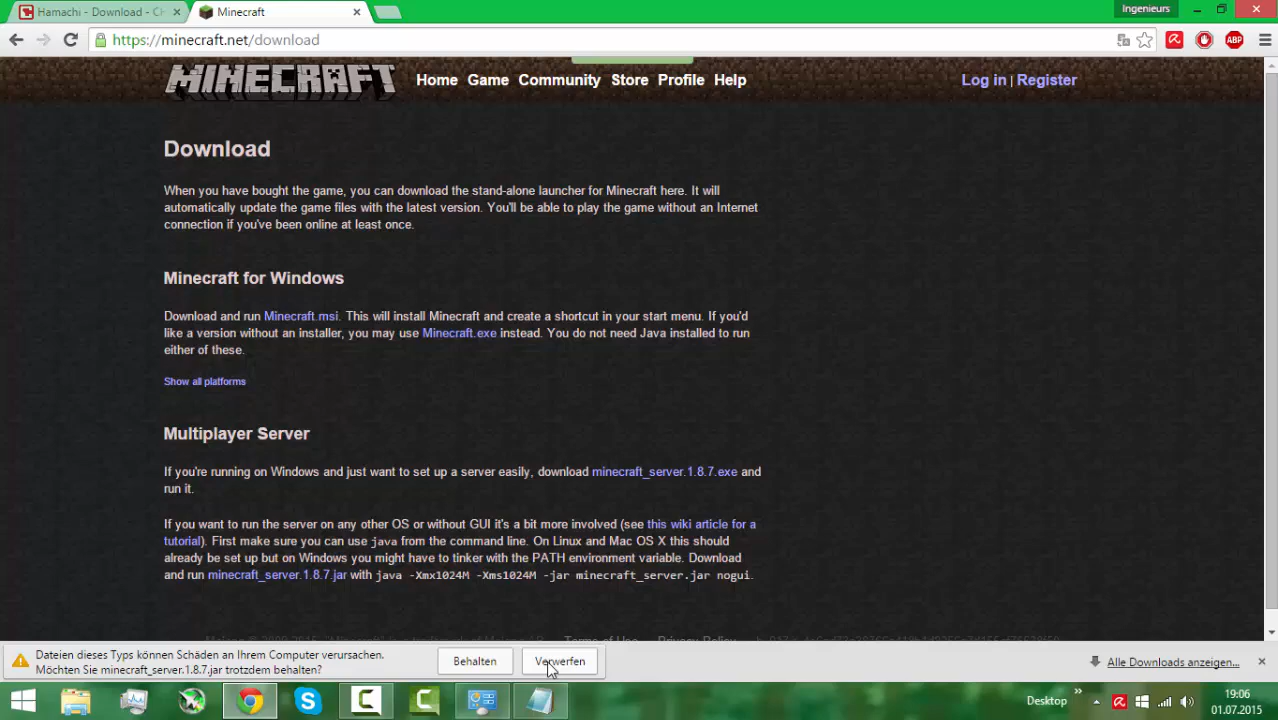 Hamachi - Download - CH
Minecraft
Ingenieurs
https://minecraft.net/download
ABP
MINECRAFT
Home Game Community Store Profile Help
Log in | Register
Download
When you have bought the game, you can download the stand-alone launcher for Minecraft here. It will
automatically update the game files with the latest version. You'll be able to play the game without an Internet
connection if you've been online at least once.
Minecraft for Windows
Download and run Minecraft.msi. This will install Minecraft and create a shortcut in your start menu. If you'd
like a version without an installer, you may use Minecraft.exe instead. You do not need Java installed to run
either of these.
Show all platforms
Multiplayer Server
If you're running on Windows and just want to set up a server easily, download minecraft_server.1.8.7.exe and
run it.
If you want to run the server on any other OS or without GUI it's a bit more involved (see this wiki article for a
tutorial). First make sure you can use java from the command line. On Linux and Mac OS X this should
already be set up but on Windows you might have to tinker with the PATH environment variable. Download
and run minecraft_server.1.8.7.jar with java -Xmx1024M -Xms1024M -jar minecraft_server.jar nogui.
Terms of Use Privacy Policy
Dateien dieses Typs können Schäden an Ihrem Computer verursachen.
Möchten Sie minecraft_server.1.8.7.jar trotzdem behalten?
Behalten
Verwerfen
Alle Downloads anzeigen...
Desktop
19:06
01.07.2015